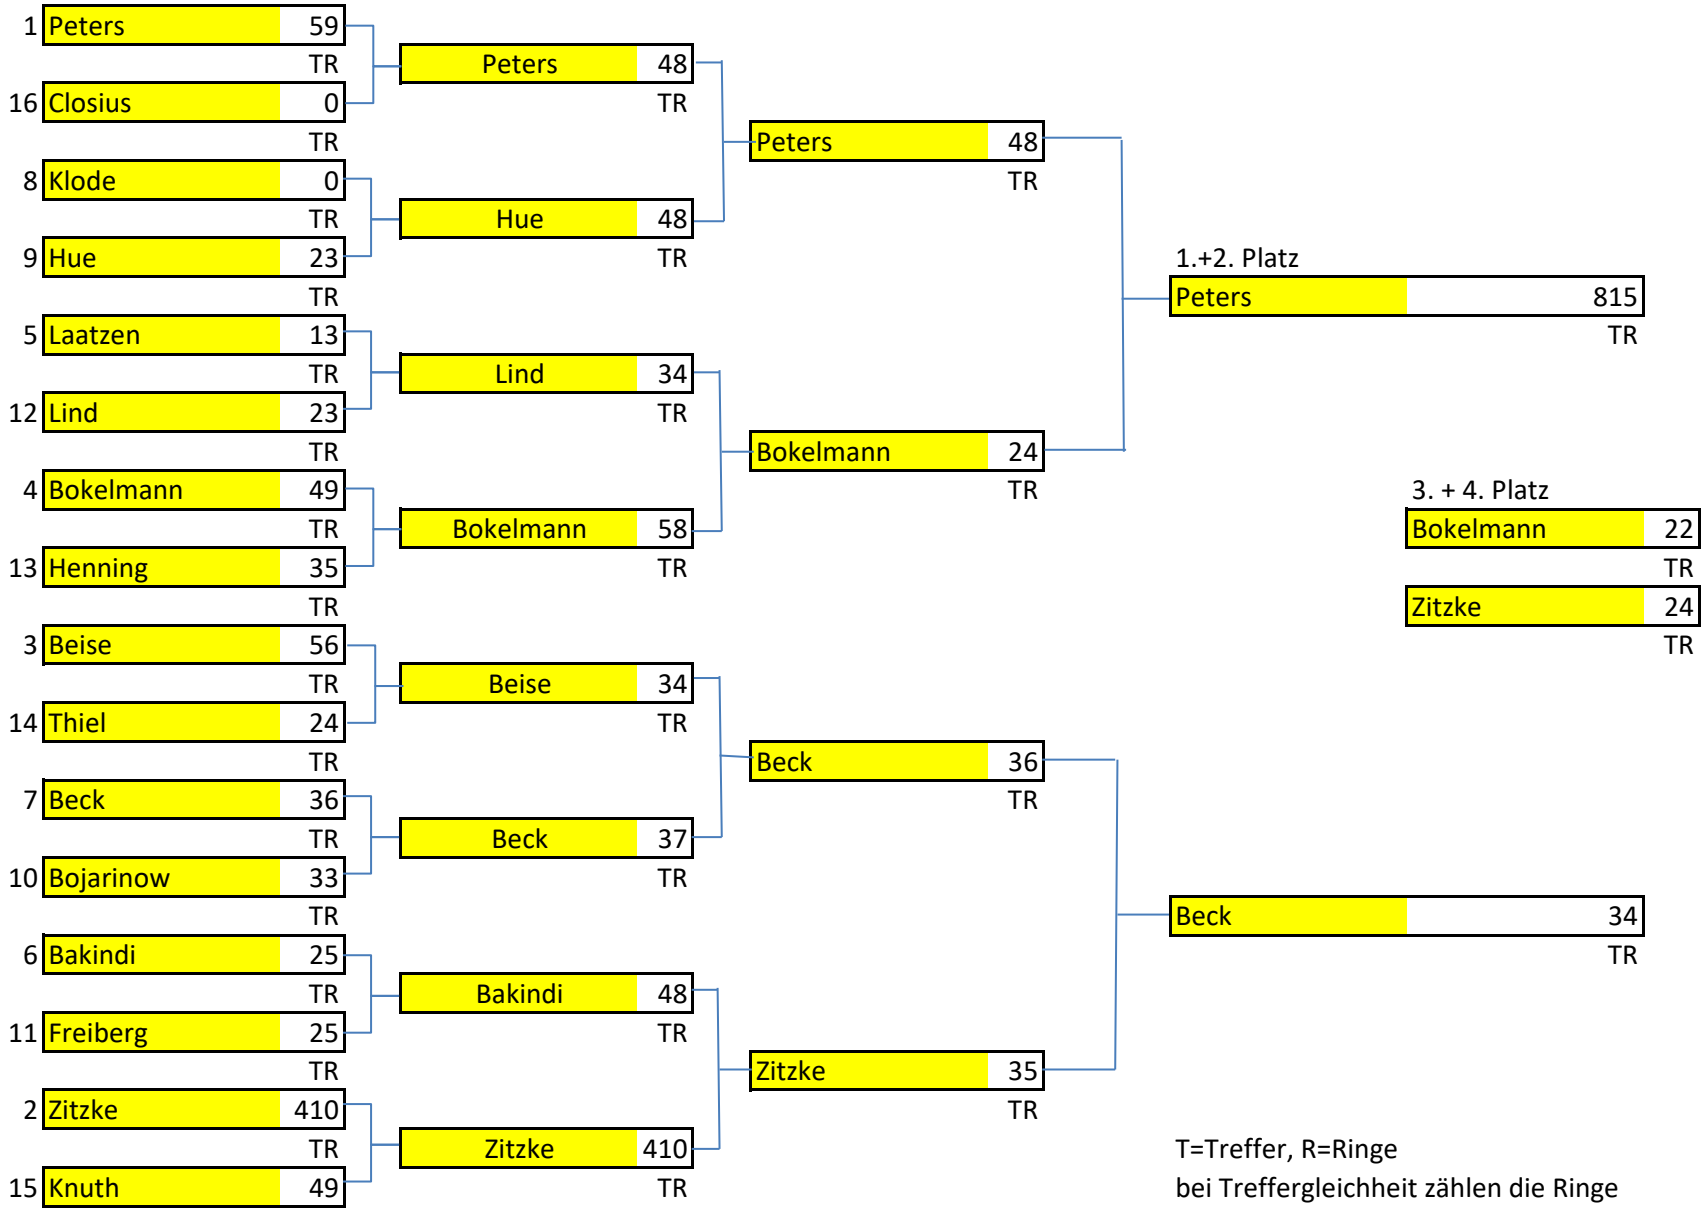 1 Peters 59
TR
16 Closius 0
TR
8 Klode 0
TR
9 Hue 23
TR
5 Laatzen 13
TR
12 Lind 23
TR
4 Bokelmann 49
TR
13 Henning 35
TR
3 Beise 56
TR
14 Thiel 24
TR
7 Beck 36
TR
10 Bojarinow 33
TR
6 Bakindi 25
TR
11 Freiberg 25
TR
2 Zitzke 410
TR
15 Knuth 49
Peters 48
TR
Hue 48
TR
Lind 34
TR
Bokelmann 58
TR
Beise 34
TR
Beck 37
TR
Bakindi 48
TR
Zitzke 410
TR
Peters 48
TR
Bokelmann 24
TR
Beck 36
TR
Zitzke 35
TR
1.+2. Platz
Peters 815
TR
Beck 34
TR
3. + 4. Platz
Bokelmann 22
TR
Zitzke 24
TR
T=Treffer, R=Ringe
bei Treffergleichheit zählen die Ringe